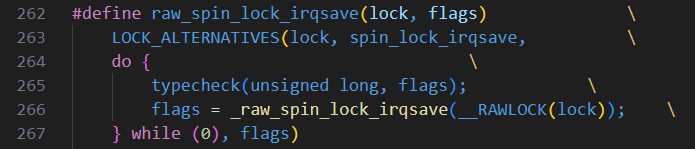 262 #define raw_spin_lock_irqsave(lock, flags) \
263 LOCK_ALTERNATIVES(lock, spin_lock_irqsave, \
264 do { \
265 typecheck(unsigned long, flags); \
266 flags = _raw_spin_lock_irqsave(__RAWLOCK(lock)); \
267 } while (0), flags)